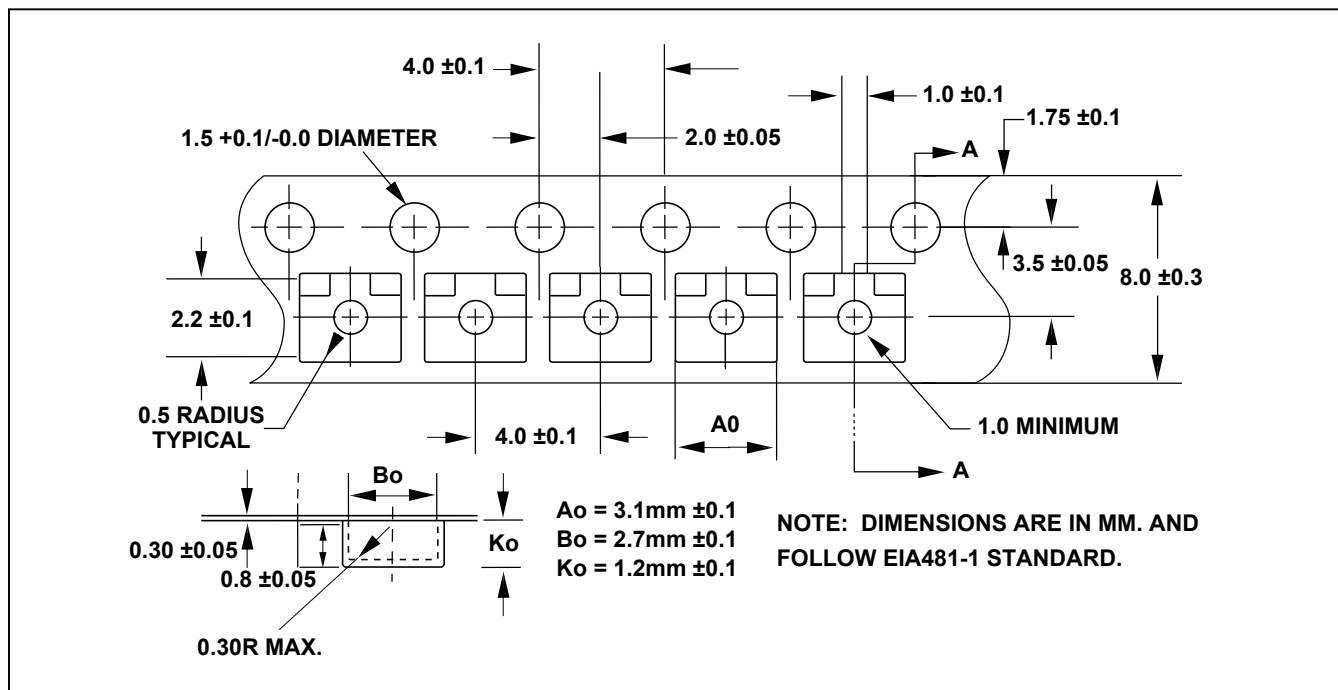 4.0 ±0.1
1.0 ±0.1
1.75 ±0.1
1.5 +0.1/-0.0 DIAMETER
2.0 ±0.05
A
3.5 ±0.05
8.0 ±0.3
2.2 ±0.1
0.5 RADIUS
TYPICAL
4.0 ±0.1
A0
1.0 MINIMUM
A
Bo
0.30 ±0.05
0.8 ±0.05
Ko
0.30R MAX.
Ao = 3.1mm ±0.1
Bo = 2.7mm ±0.1
Ko = 1.2mm ±0.1
NOTE: DIMENSIONS ARE IN MM. AND
FOLLOW EIA481-1 STANDARD.